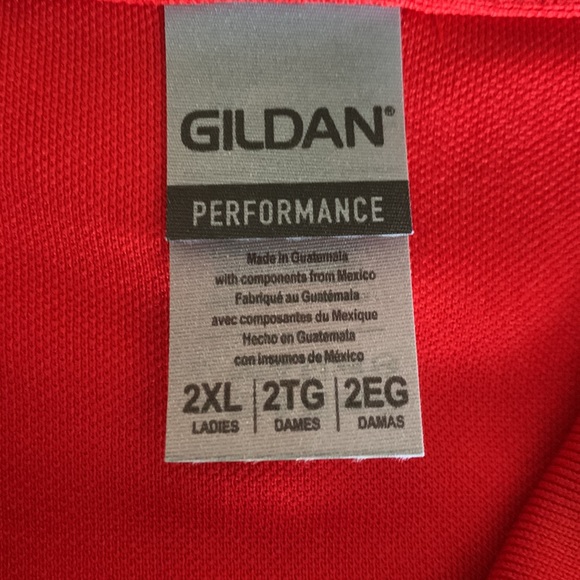 GILDAN®
PERFORMANCE
Made in Guatemala
with components from Mexico
Fabriqué au Guatémala
avec composantes du Mexique
Hecho en Guatemala
con insumos de México
2XL | 2TG | 2EG
LADIES DAMES DAMAS